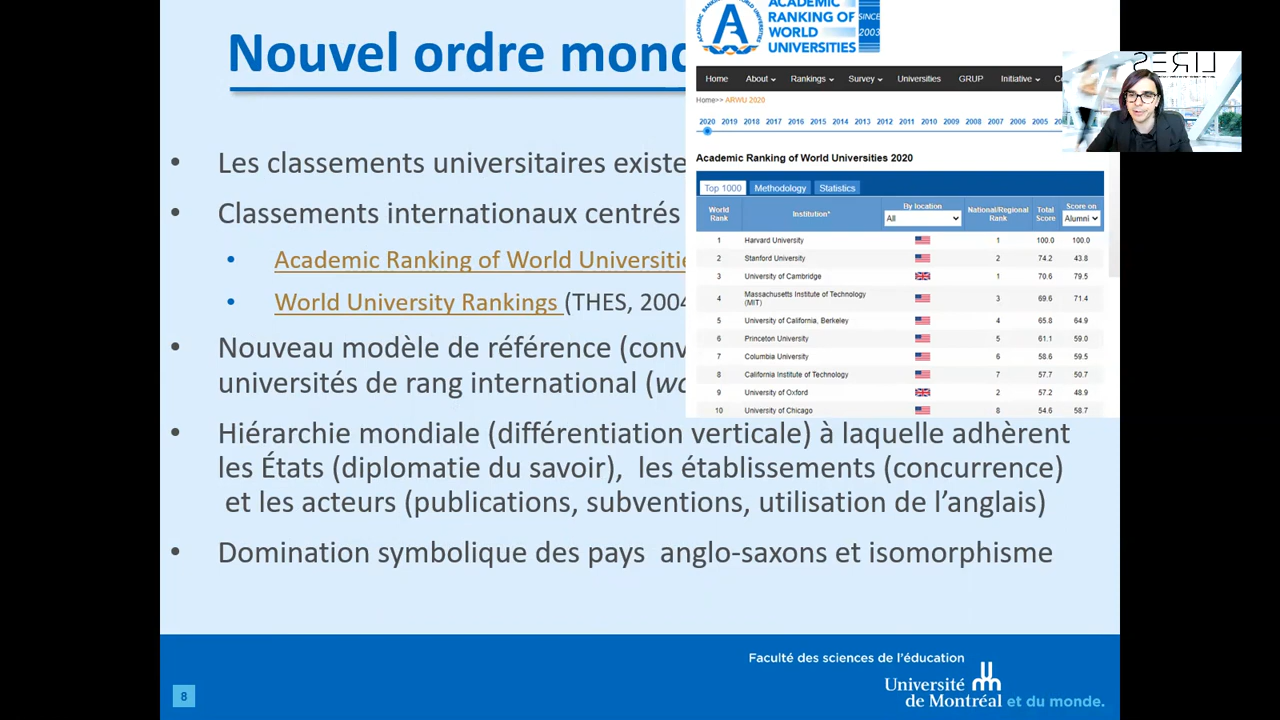 Nouvel ordre mond
• Les classements universitaires existe
• Classements internationaux centrés
• Academic Ranking of World Universitie
• World University Rankings (THES, 2004
• Nouveau modèle de référence (conv
universités de rang international (wo
• Hiérarchie mondiale (différentiation verticale) à laquelle adhèrent
les États (diplomatie du savoir), les établissements (concurrence)
et les acteurs (publications, subventions, utilisation de l’anglais)
• Domination symbolique des pays anglo-saxons et isomorphisme
ACADEMIC
RANKING OF
WORLD
UNIVERSITIES
SINCE
2003
Home About Rankings Survey Universities GRUP Initiative
Home>> ARWU 2020
2020 2019 2018 2017 2016 2015 2014 2013 2012 2011 2010 2009 2008 2007 2006 2005
Academic Ranking of World Universities 2020
Top 1000 Methodology Statistics
World Rank Institution* By location All National/Regional Rank Total Score Score on Alumni
1 Harvard University 1 100.0 100.0
2 Stanford University 2 74.2 43.8
3 University of Cambridge 1 70.6 79.5
4 Massachusetts Institute of Technology (MIT) 3 69.6 71.4
5 University of California, Berkeley 4 65.8 64.9
6 Princeton University 5 61.1 59.0
7 Columbia University 6 58.6 59.5
8 California Institute of Technology 7 57.7 50.7
9 University of Oxford 2 57.2 48.9
10 University of Chicago 8 54.6 58.7
LIRES
8
Faculté des sciences de l’éducation
Université
de Montréal et du monde.